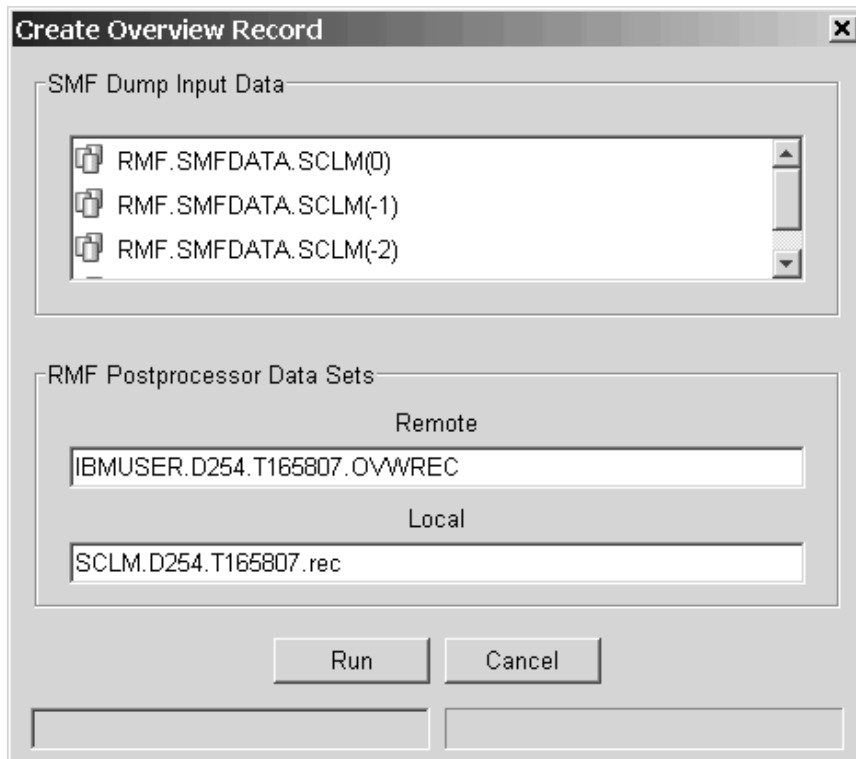 Create Overview Record
SMF Dump Input Data
RMF.SMFDATA.SCLM(0)
RMF.SMFDATA.SCLM(-1)
RMF.SMFDATA.SCLM(-2)
RMF Postprocessor Data Sets
Remote
IBMUSER.D254.T165807.OVWREC
Local
SCLM.D254.T165807.rec
Run Cancel